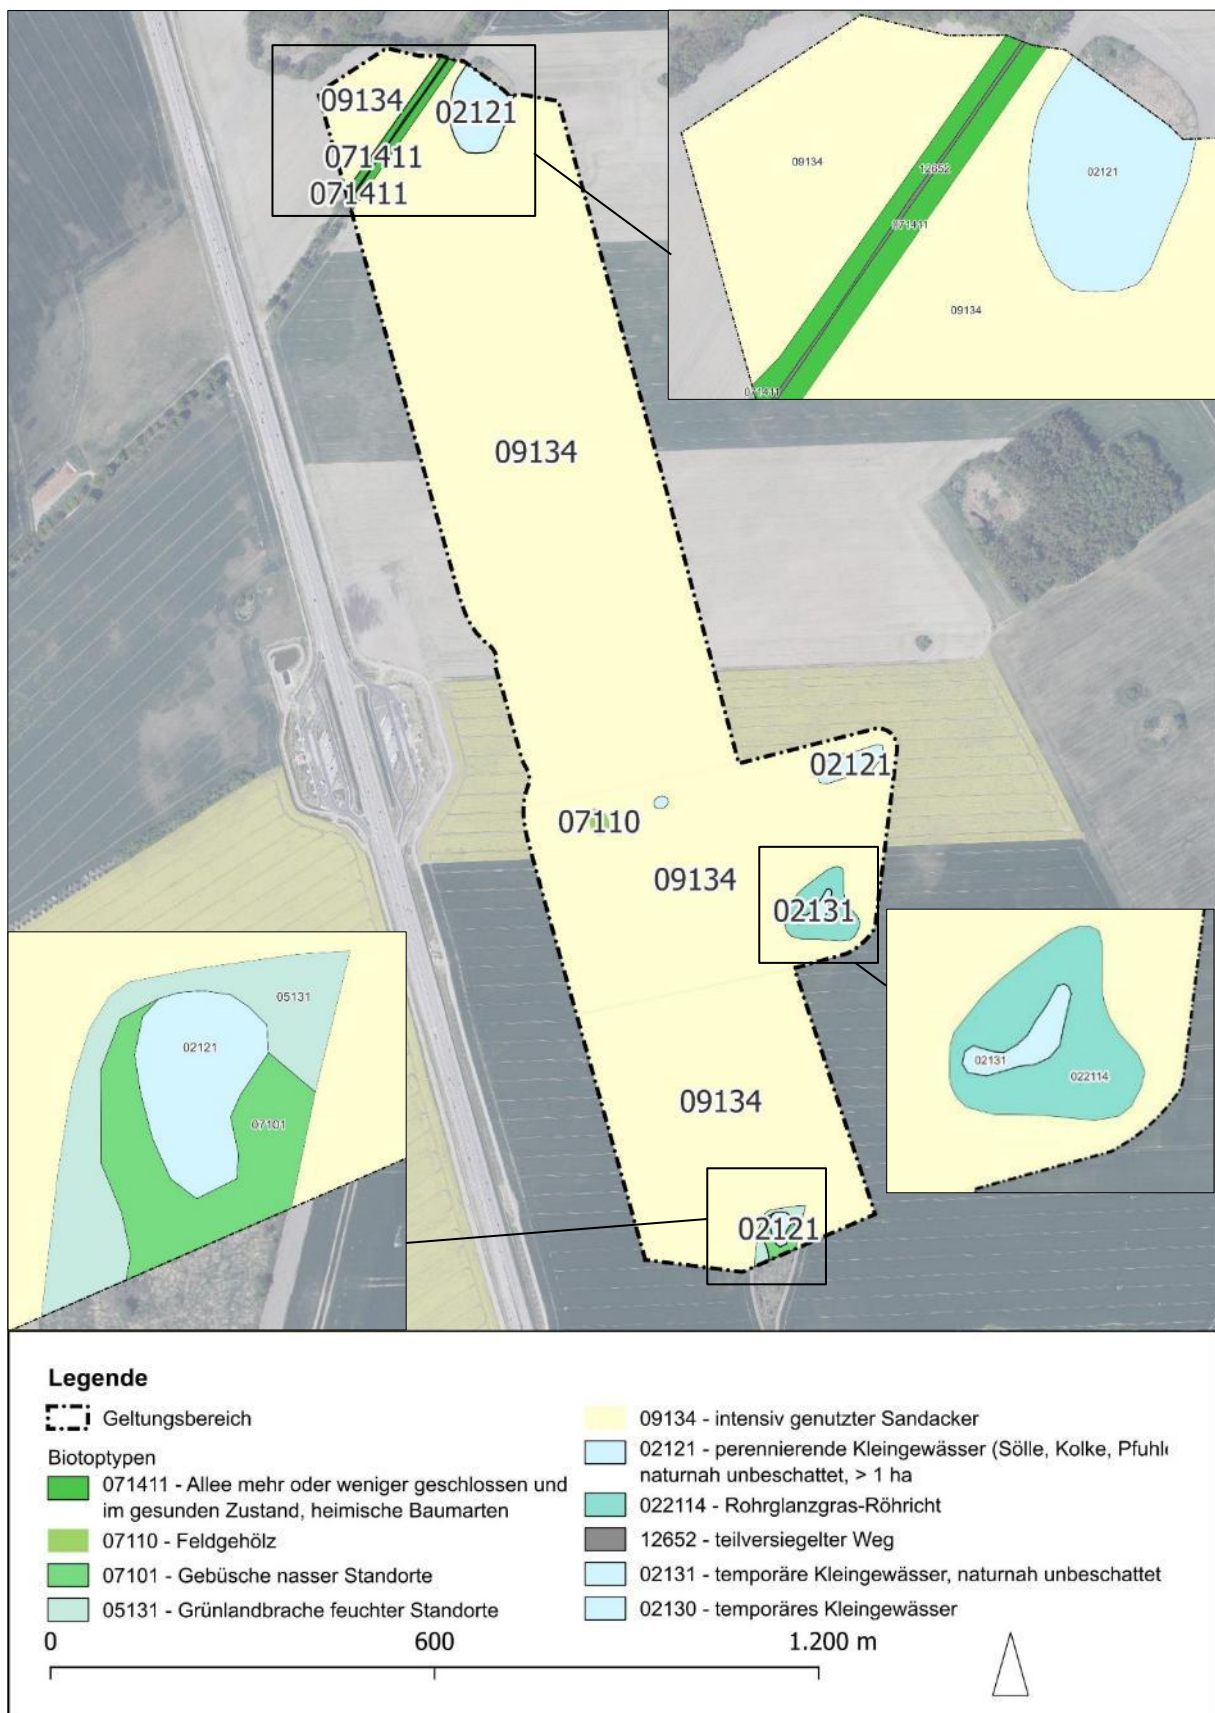 09134
02121
071411
071411
09134
12652
02121
071411
09134
071411
09134
02121
07110
09134
02131
05131
02121
07101
02131
022114
09134
02121
Legende
Geltungsbereich
Biotoptypen
071411 - Allee mehr oder weniger geschlossen und
im gesunden Zustand, heimische Baumarten
07110 - Feldgehölz
07101 - Gebüsche nasser Standorte
05131 - Grünlandbrache feuchter Standorte
09134 - intensiv genutzter Sandacker
02121 - perennierende Kleingewässer (Sölle, Kolke, Pfuhle
naturnah unbeschattet, > 1 ha
022114 - Rohrglanzgras-Röhricht
12652 - teilversiegelter Weg
02131 - temporäre Kleingewässer, naturnah unbeschattet
02130 - temporäres Kleingewässer
0 600 1.200 m